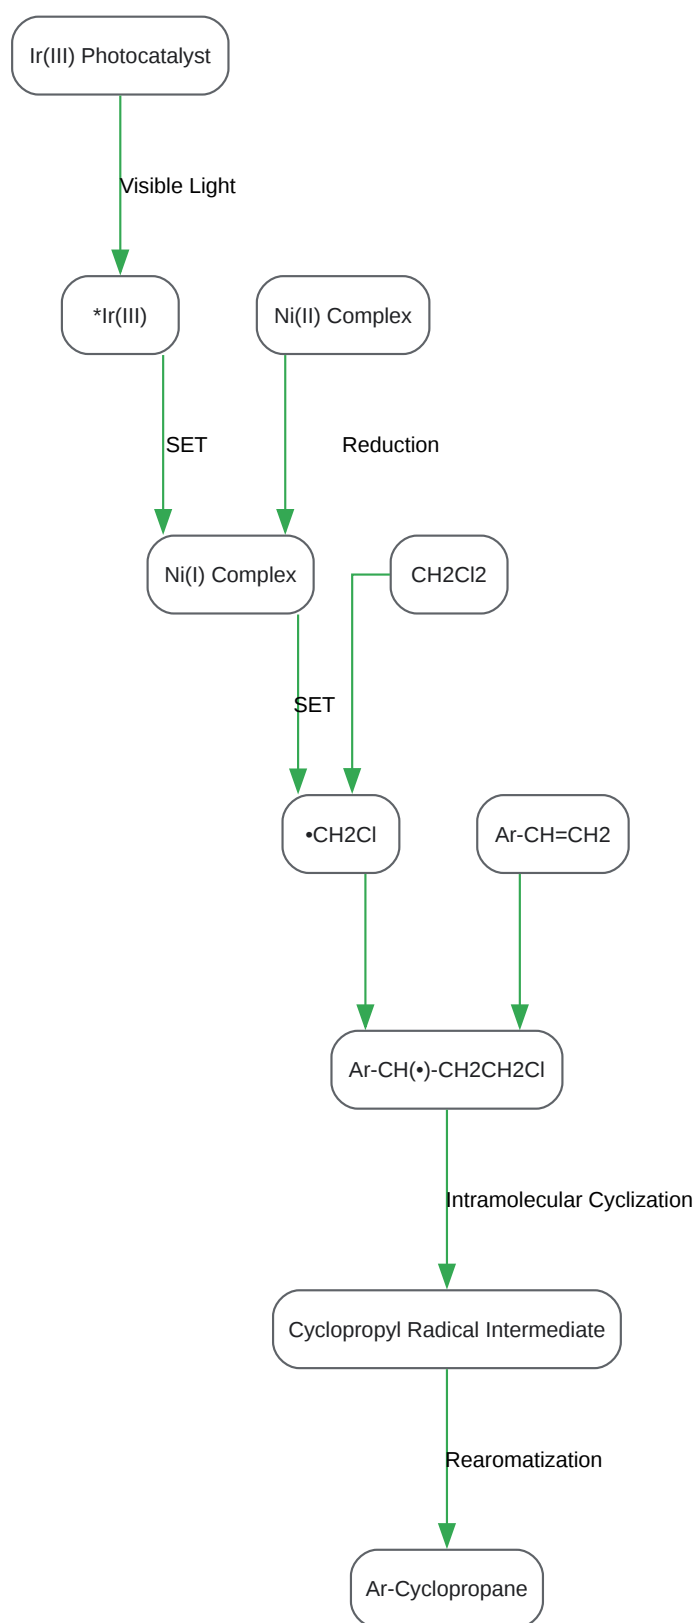 Ir(III) Photocatalyst
Visible Light
*Ir(III)
Ni(II) Complex
SET
Reduction
Ni(I) Complex
CH2Cl2
SET
•CH2Cl
Ar-CH=CH2
Ar-CH(•)-CH2CH2Cl
Intramolecular Cyclization
Cyclopropyl Radical Intermediate
Rearomatization
Ar-Cyclopropane